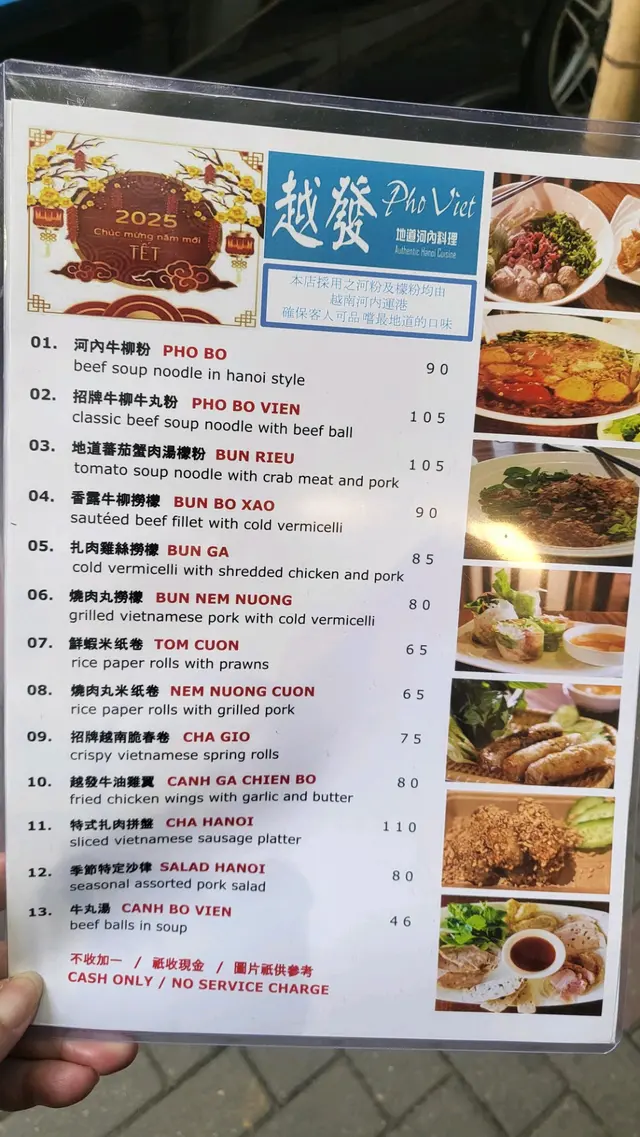 2025
Chúc mừng năm mới
TẾT
越發 Pho Viet
地道河內料理
Authentic Hanoi Cuisine
本店採用之河粉及檬粉均由
越南河內運港
確保客人可品嚐最地道的口味
01. 河內牛柳粉 PHO BO 90
beef soup noodle in hanoi style
02. 招牌牛柳牛丸粉 PHO BO VIEN 105
classic beef soup noodle with beef ball
03. 地道蕃茄蟹肉湯檬粉 BUN RIEU 105
tomato soup noodle with crab meat and pork
04. 香露牛柳撈檬 BUN BO XAO 90
sautéed beef fillet with cold vermicelli
05. 扎肉雞絲撈檬 BUN GA 85
cold vermicelli with shredded chicken and pork
06. 燒肉丸撈檬 BUN NEM NUONG 80
grilled vietnamese pork with cold vermicelli
07. 鮮蝦米纸卷 TOM CUON 65
rice paper rolls with prawns
08. 燒肉丸米纸卷 NEM NUONG CUON 65
rice paper rolls with grilled pork
09. 招牌越南脆春卷 CHA GIO 75
crispy vietnamese spring rolls
10. 越發牛油雞翼 CANH GA CHIEN BO 80
fried chicken wings with garlic and butter
11. 特式扎肉拼盤 CHA HANOI 110
sliced vietnamese sausage platter
12. 季節特定沙律 SALAD HANOI 80
seasonal assorted pork salad
13. 牛丸湯 CANH BO VIEN 46
beef balls in soup
不收加一 / 祇收現金 / 圖片祇供參考
CASH ONLY / NO SERVICE CHARGE